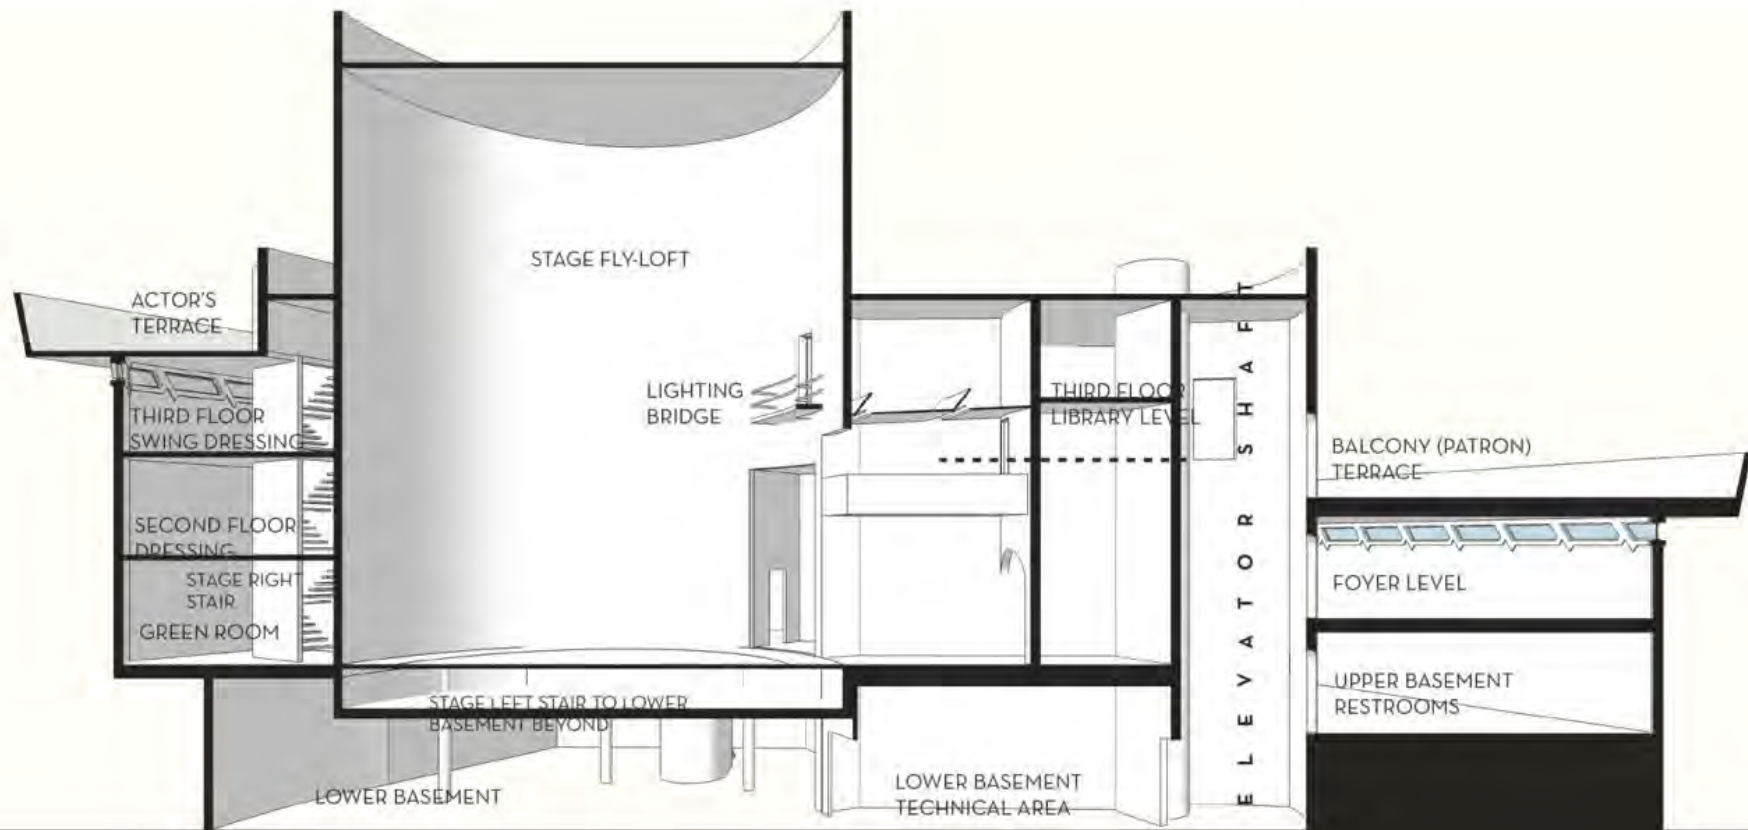 STAGE FLY-LOFT
ACTOR'S
TERRACE
LIGHTING
BRIDGE
THIRD FLOOR
LIBRARY LEVEL
THIRD FLOOR
SWING DRESSING
BALCONY (PATRON)
TERRACE
SECOND FLOOR
DRESSING
STAGE RIGHT
STAIR
GREEN ROOM
ELEVATOR SHAFT
FOYER LEVEL
UPPER BASEMENT
RESTROOMS
STAGE LEFT STAIR TO LOWER
BASEMENT BEYOND
LOWER BASEMENT
LOWER BASEMENT
TECHNICAL AREA